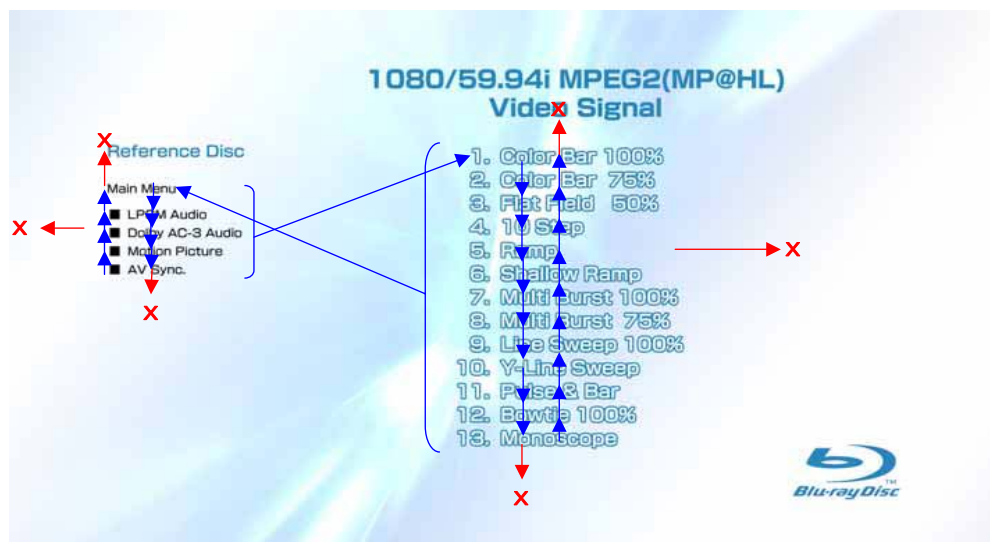 1080/59.94i MPEG2(MP@HL)
Video Signal
X
X
Reference Disc
Main Menu
■ LPCM Audio
■ Dolby AC-3 Audio
■ Motion Picture
■ AV Sync.
X
X
1. Color Bar 100%
2. Color Bar 75%
3. Flat Field 50%
4. 10 Step
5. Ramp
6. Shallow Ramp
7. Multi Burst 100%
8. Multi Burst 75%
9. Line Sweep 100%
10. Y-Line Sweep
11. Pulse & Bar
12. Bowtie 100%
13. Monoscope
X
X
Blu-ray Disc
TM